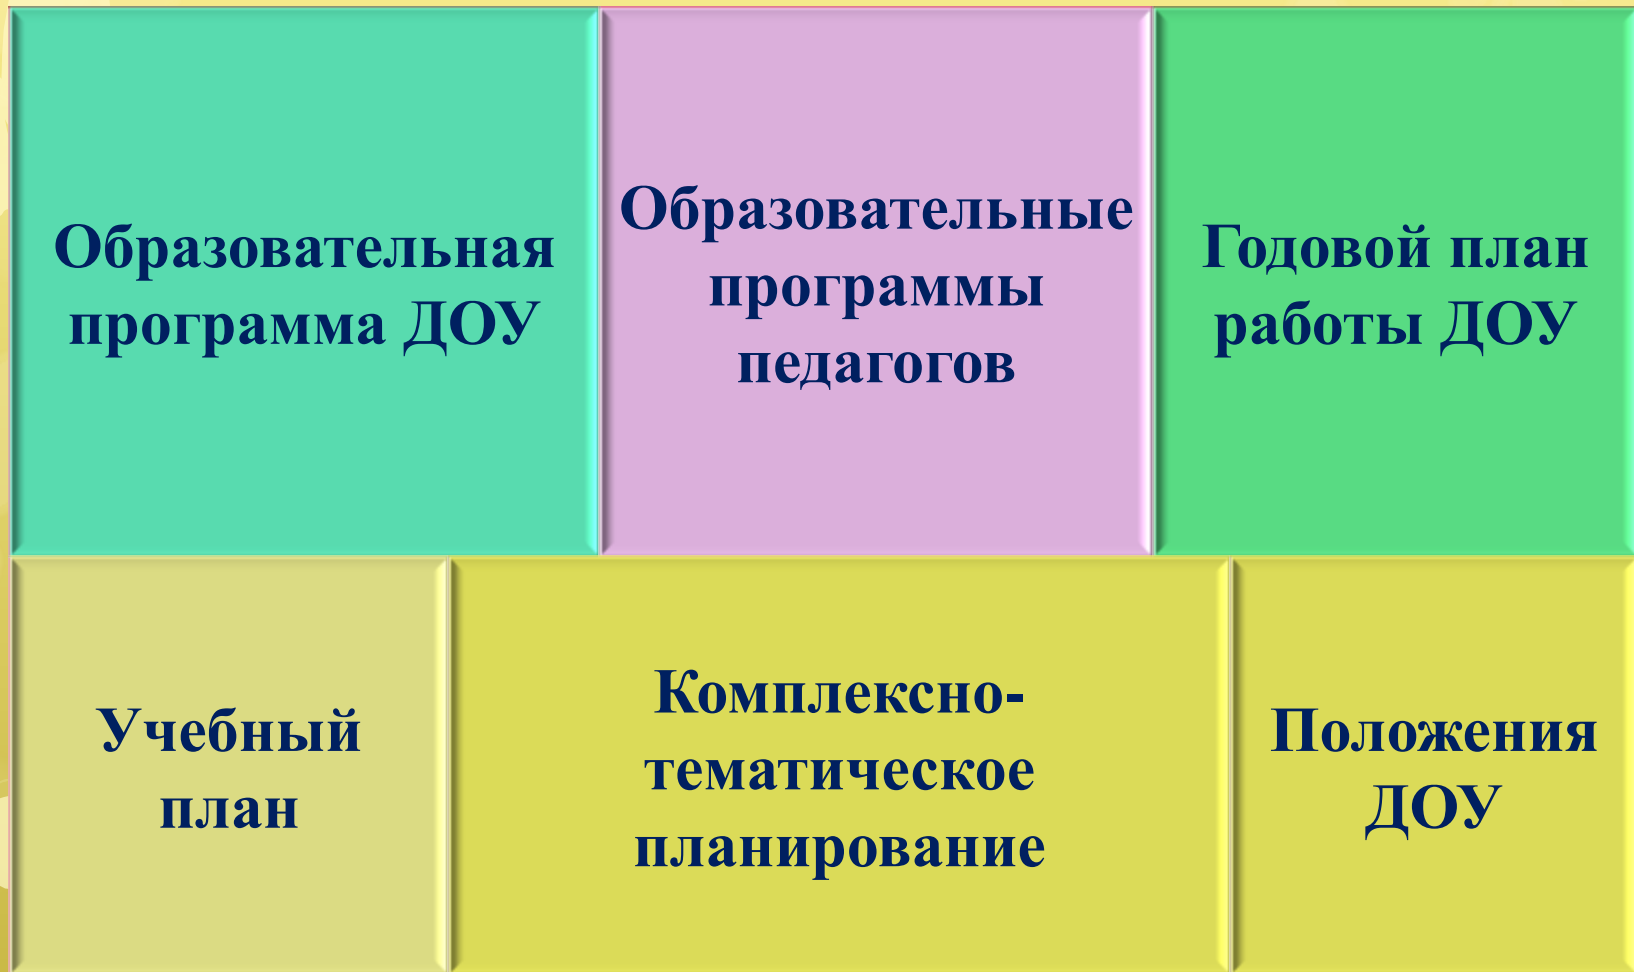 Образовательная
программа ДОУ
Образовательные
программы
педагогов
Годовой план
работы ДОУ
Учебный
план
Комплексно-
тематическое
планирование
Положения
ДОУ